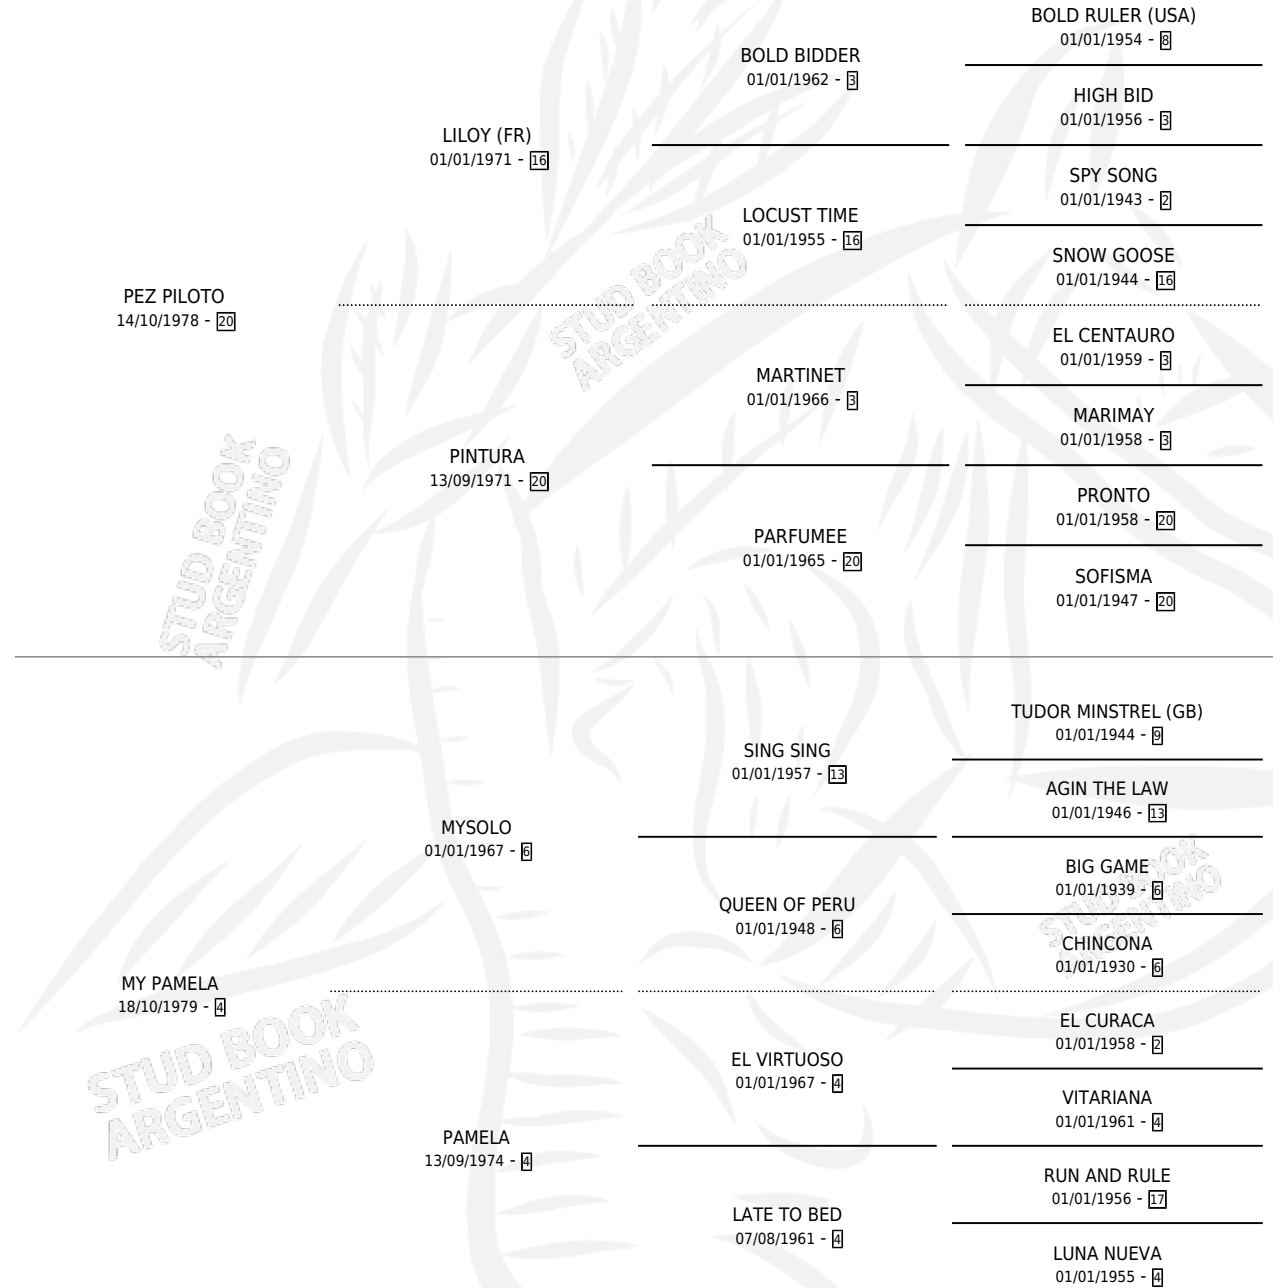 BOLD RULER (USA)
01/01/1954 - 8
BOLD BIDDER
01/01/1962 - 3
HIGH BID
01/01/1956 - 3
LILOY (FR)
01/01/1971 - 16
SPY SONG
01/01/1943 - 2
LOCUST TIME
01/01/1955 - 16
SNOW GOOSE
01/01/1944 - 16
PEZ PILOTO
14/10/1978 - 20
EL CENTAURO
01/01/1959 - 3
MARTINET
01/01/1966 - 3
MARIMAY
01/01/1958 - 3
PINTURA
13/09/1971 - 20
PRONTO
01/01/1958 - 20
PARFUMEE
01/01/1965 - 20
SOFISMA
01/01/1947 - 20
TUDOR MINSTREL (GB)
01/01/1944 - 9
SING SING
01/01/1957 - 13
AGIN THE LAW
01/01/1946 - 13
MYSOLO
01/01/1967 - 6
BIG GAME
01/01/1939 - 6
QUEEN OF PERU
01/01/1948 - 6
CHINCONA
01/01/1930 - 6
MY PAMELA
18/10/1979 - 4
EL CURACA
01/01/1958 - 2
EL VIRTUOSO
01/01/1967 - 4
VITARIANA
01/01/1961 - 4
PAMELA
13/09/1974 - 4
RUN AND RULE
01/01/1956 - 17
LATE TO BED
07/08/1961 - 4
LUNA NUEVA
01/01/1955 - 4
STUD BOOK
ARGENTINO
STUD BOOK
ARGENTINO
STUD BOOK
ARGENTINO
STUD BOOK
ARGENTINO